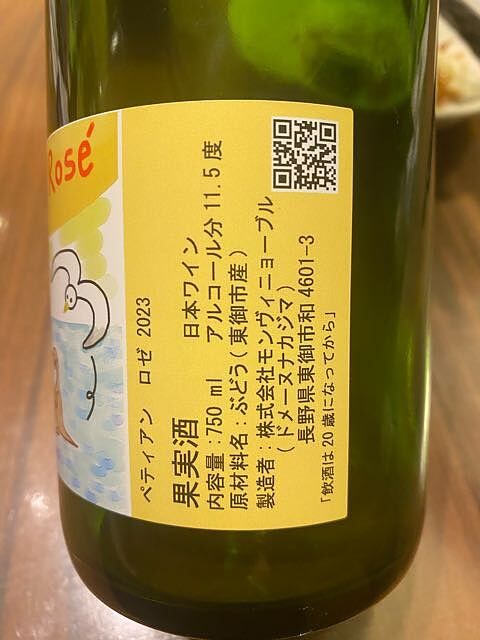 Rosé
ペティアン ロゼ 2023
日本ワイン
果実酒
内容量:750 ml アルコール分 11.5 度
原材料名:ぶどう(東御市産)
製造者:株式会社モンヴィニョーブル
(ドメーヌナカジマ)
長野県東御市和 4601-3
「飲酒は20歳になってから」